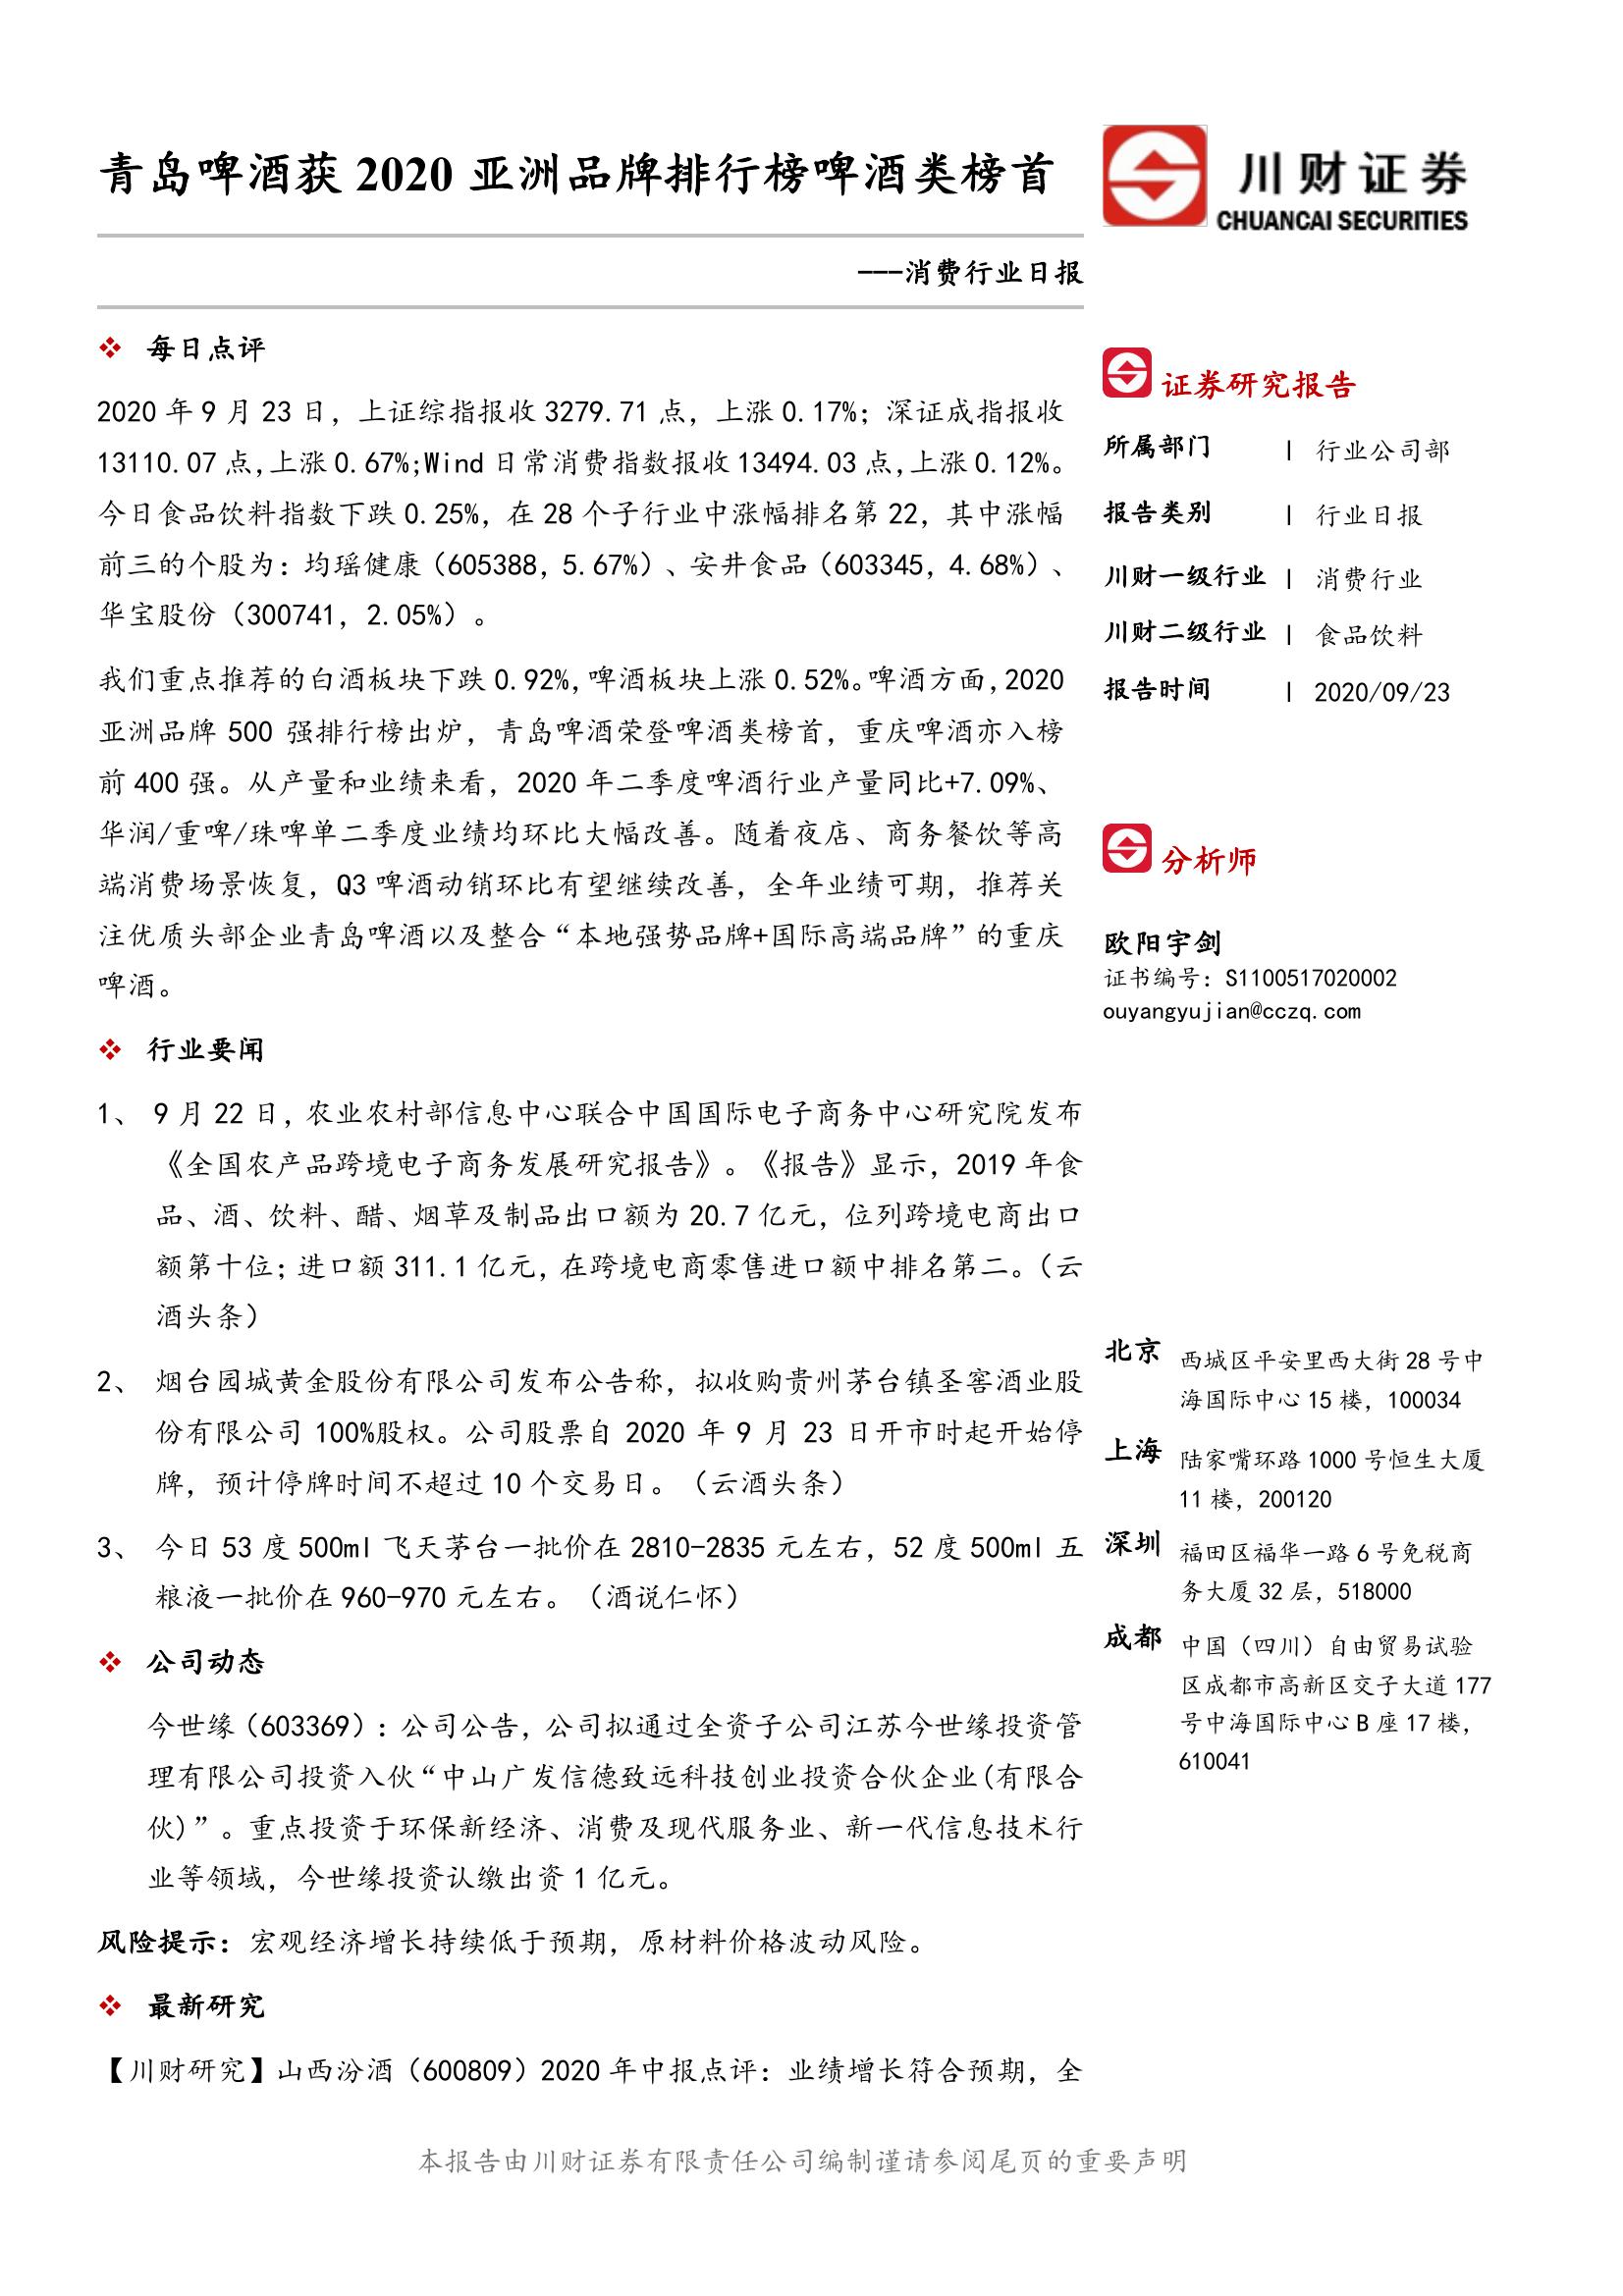 青岛啤酒获 2020 亚洲品牌排行榜啤酒类榜首
川财证券
CHUANCAI SECURITIES
---消费行业日报
❖ 每日点评
2020 年 9 月 23 日，上证综指报收 3279.71 点，上涨 0.17%；深证成指报收
13110.07 点,上涨 0.67%;Wind 日常消费指数报收 13494.03 点,上涨 0.12%。
今日食品饮料指数下跌 0.25%，在 28 个子行业中涨幅排名第 22，其中涨幅
前三的个股为：均瑶健康（605388，5.67%）、安井食品（603345，4.68%）、
华宝股份（300741，2.05%）。
我们重点推荐的白酒板块下跌 0.92%,啤酒板块上涨 0.52%。啤酒方面,2020
亚洲品牌 500 强排行榜出炉，青岛啤酒荣登啤酒类榜首，重庆啤酒亦入榜
前 400 强。从产量和业绩来看，2020 年二季度啤酒行业产量同比+7.09%、
华润/重啤/珠啤单二季度业绩均环比大幅改善。随着夜店、商务餐饮等高
端消费场景恢复，Q3 啤酒动销环比有望继续改善，全年业绩可期，推荐关
注优质头部企业青岛啤酒以及整合“本地强势品牌+国际高端品牌”的重庆
啤酒。
❖ 行业要闻
1、 9 月 22 日，农业农村部信息中心联合中国国际电子商务中心研究院发布
《全国农产品跨境电子商务发展研究报告》。《报告》显示，2019 年食
品、酒、饮料、醋、烟草及制品出口额为 20.7 亿元，位列跨境电商出口
额第十位；进口额 311.1 亿元，在跨境电商零售进口额中排名第二。（云
酒头条）
2、 烟台园城黄金股份有限公司发布公告称，拟收购贵州茅台镇圣窖酒业股
份有限公司 100%股权。公司股票自 2020 年 9 月 23 日开市时起开始停
牌，预计停牌时间不超过 10 个交易日。（云酒头条）
3、 今日 53 度 500ml 飞天茅台一批价在 2810-2835 元左右，52 度 500ml 五
粮液一批价在 960-970 元左右。（酒说仁怀）
❖ 公司动态
今世缘（603369）：公司公告，公司拟通过全资子公司江苏今世缘投资管
理有限公司投资入伙“中山广发信德致远科技创业投资合伙企业(有限合
伙)”。重点投资于环保新经济、消费及现代服务业、新一代信息技术行
业等领域，今世缘投资认缴出资 1 亿元。
风险提示：宏观经济增长持续低于预期，原材料价格波动风险。
❖ 最新研究
【川财研究】山西汾酒（600809）2020 年中报点评：业绩增长符合预期，全
证券研究报告
所属部门 | 行业公司部
报告类别 | 行业日报
川财一级行业 | 消费行业
川财二级行业 | 食品饮料
报告时间 | 2020/09/23
分析师
欧阳宇剑
证书编号：S1100517020002
ouyangyujian@cczq.com
北京 西城区平安里西大街 28 号中
海国际中心 15 楼，100034
上海 陆家嘴环路 1000 号恒生大厦
11 楼，200120
深圳 福田区福华一路 6 号免税商
务大厦 32 层，518000
成都 中国（四川）自由贸易试验
区成都市高新区交子大道 177
号中海国际中心 B 座 17 楼，
610041
本报告由川财证券有限责任公司编制谨请参阅尾页的重要声明